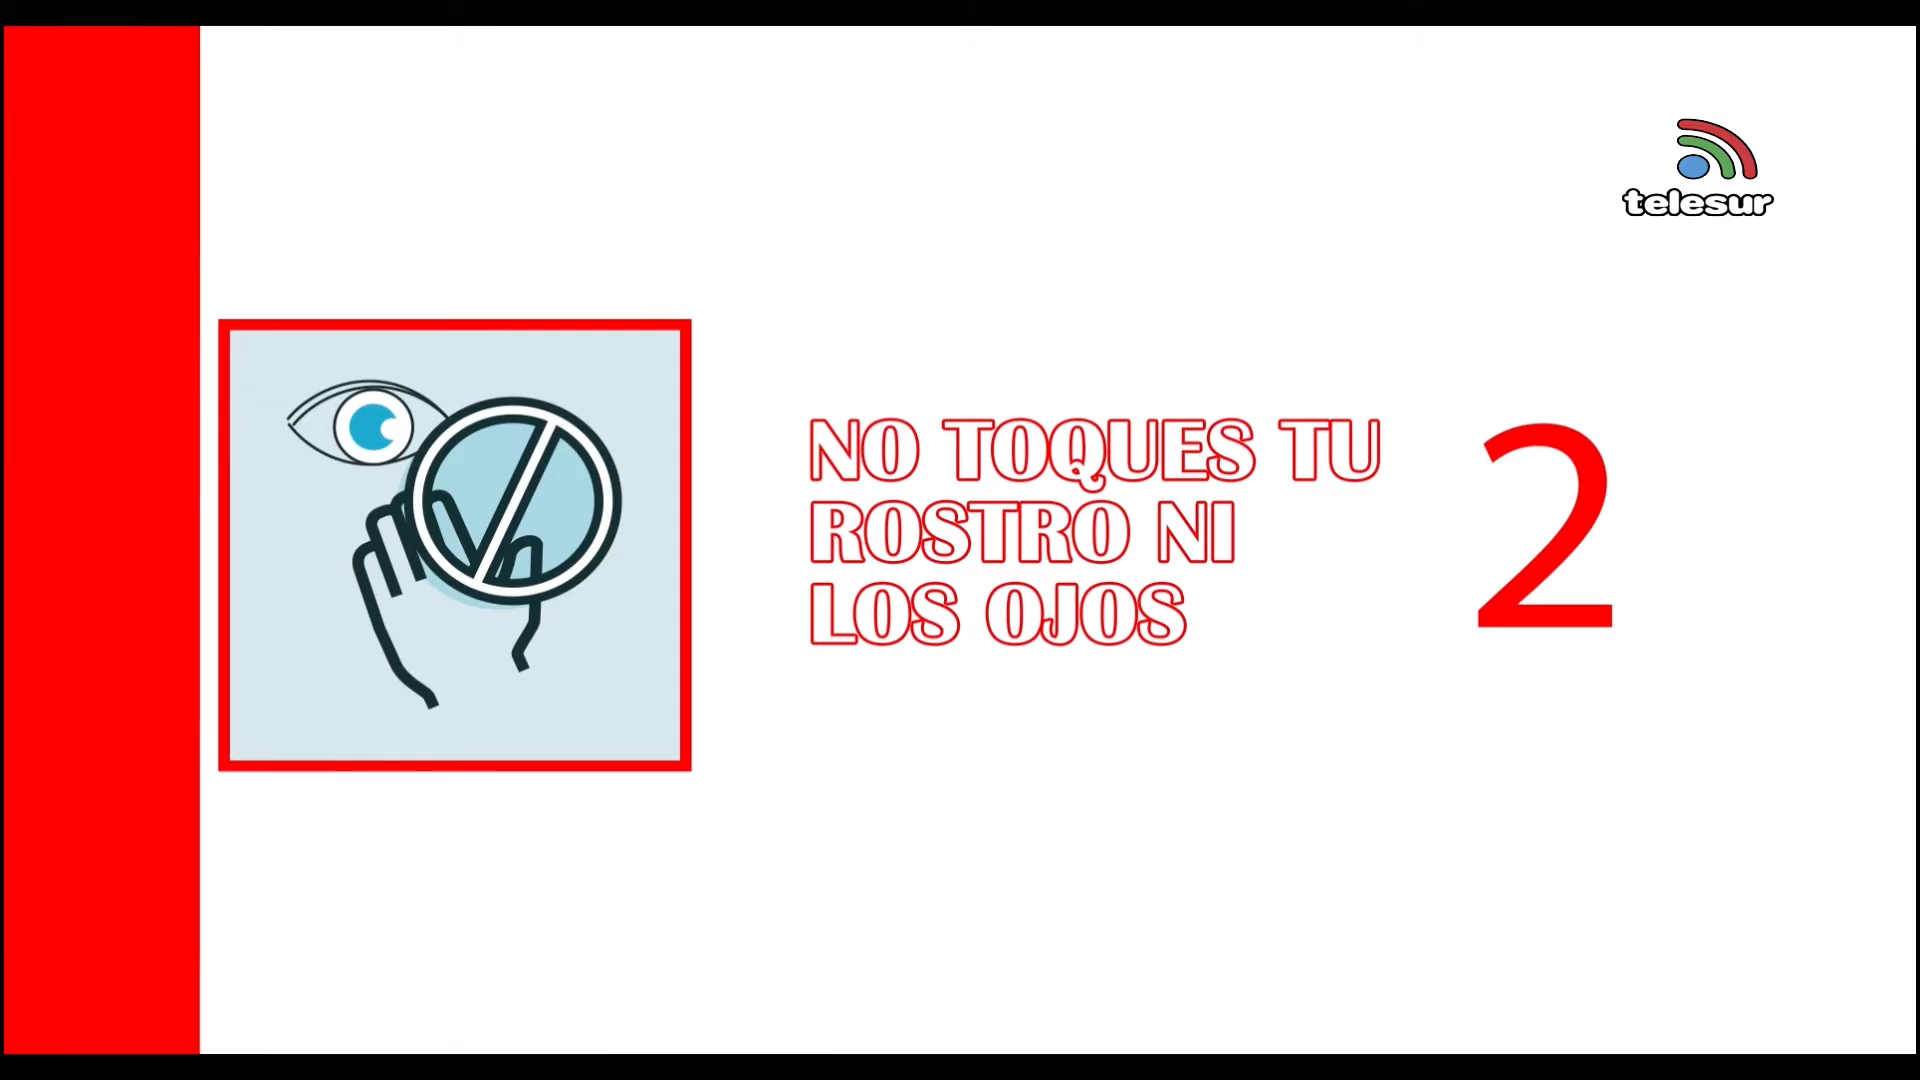 telesur
NO TOQUES TU
ROSTRO NI
LOS OJOS
2